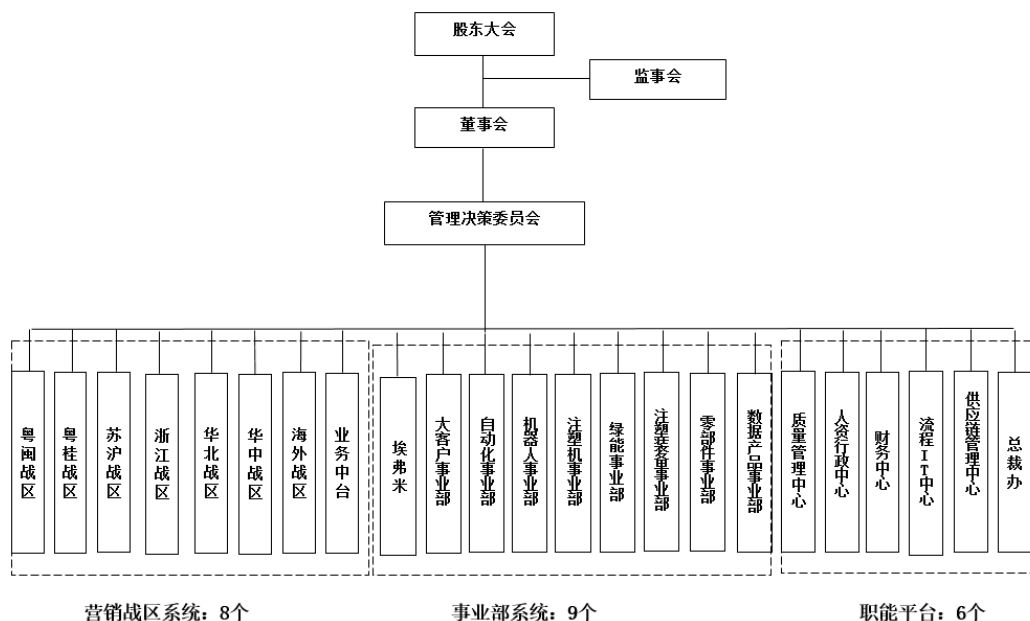 股东大会
监事会
董事会
管理决策委员会
粤闽战区
粤桂战区
苏沪战区
浙江战区
华北战区
华中战区
海外战区
业务中台
埃弗米
大客户事业部
自动化事业部
机器人事业部
注塑机事业部
绿能事业部
注塑装备单事业部
零部件事业部
数据产品事业部
质量管理中心
人资行政中心
财务中心
流程IT中心
供应链管理中心
总裁办
营销战区系统：8个
事业部系统：9个
职能平台：6个